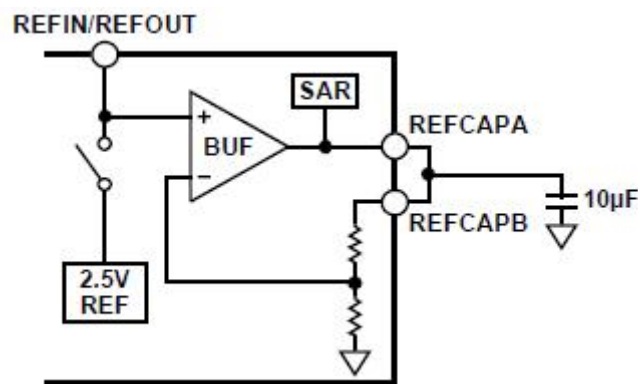 REFIN/REFOUT
SAR
REFCAPA
+
BUF
−
REFCAPB
10µF
2.5V
REF